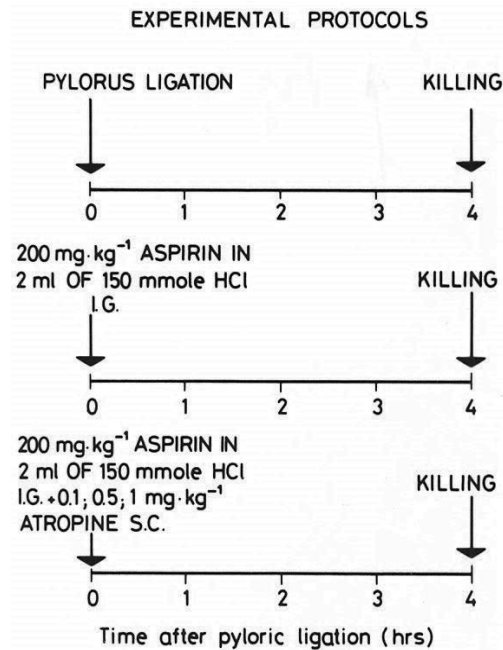 EXPERIMENTAL PROTOCOLS
PYLORUS LIGATION KILLING
0 1 2 3 4
200 mg·kg⁻¹ ASPIRIN IN
2 ml OF 150 mmole HCl KILLING
I.G.
0 1 2 3 4
200 mg·kg⁻¹ ASPIRIN IN
2 ml OF 150 mmole HCl
I.G. +0.1; 0.5; 1 mg·kg⁻¹ KILLING
ATROPINE S.C.
0 1 2 3 4
Time after pyloric ligation (hrs)